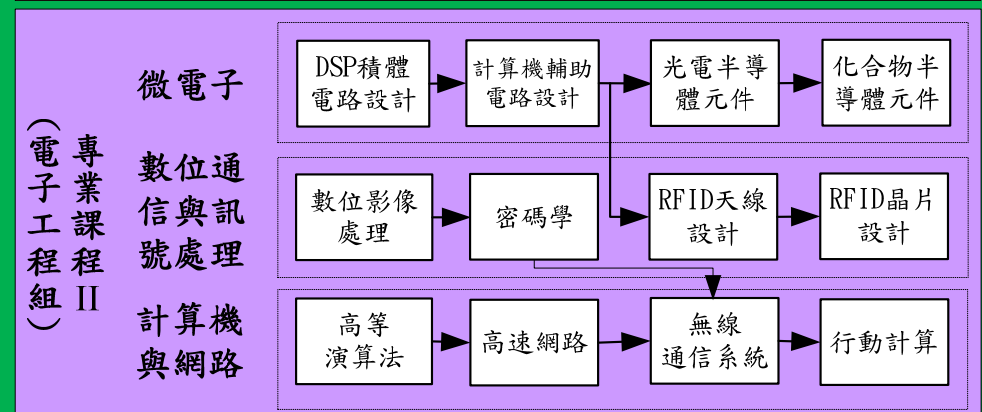 專業課程II
（電子工程組）
微電子
DSP積體
電路設計
計算機輔助
電路設計
光電半導
體元件
化合物半
導體元件
數位通
信與訊
號處理
數位影像
處理
密碼學
RFID天線
設計
RFID晶片
設計
計算機
與網路
高等
演算法
高速網路
無線
通信系統
行動計算